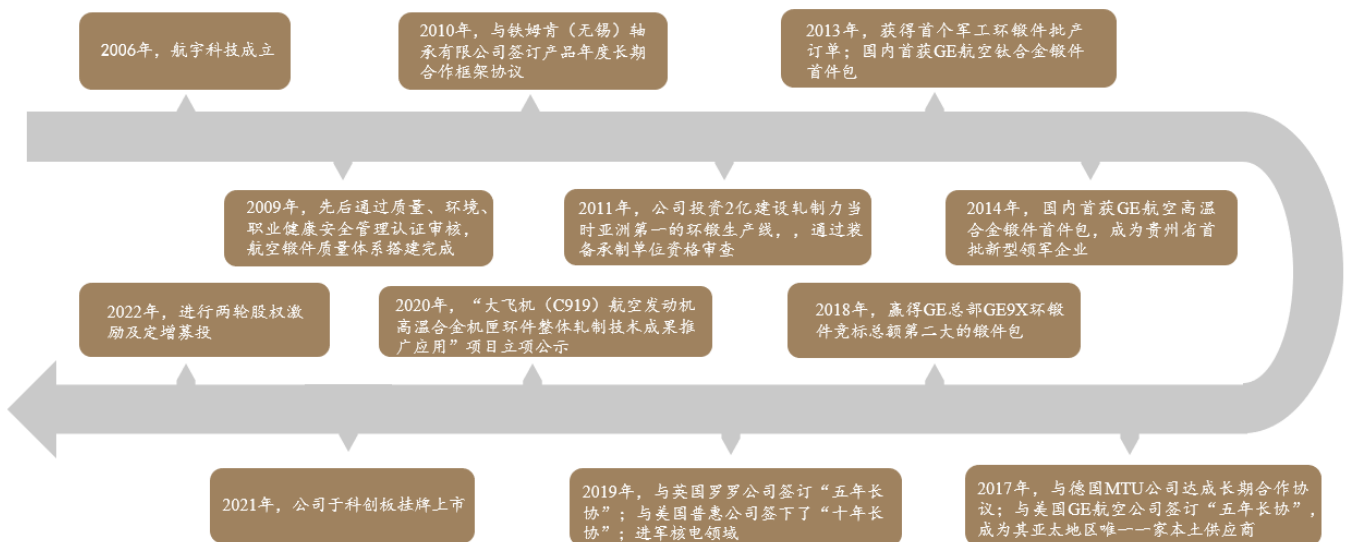 2006年，航宇科技成立
2010年，与铁姆肯（无锡）轴
承有限公司签订产品年度长期
合作框架协议
2013年，获得首个军工环锻件批产
订单；国内首获GE航空钛合金锻件
首件包
2009年，先后通过质量、环境、
职业健康安全管理认证审核，
航空锻件质量体系搭建完成
2011年，公司投资2亿建设轧制力当
时亚洲第一的环锻生产线，，通过装
备承制单位资格审查
2014年，国内首获GE航空高温
合金锻件首件包，成为贵州省首
批新型领军企业
2017年，与德国MTU公司达成长期合作协
议；与美国GE航空公司签订“五年长协”，
成为其亚太地区唯一一家本土供应商
2018年，赢得GE总部GE9X环锻
件竞标总额第二大的锻件包
2019年，与英国罗罗公司签订“五年长
协”；与美国普惠公司签下了“十年长
协”；进军核电领域
2020年，“大飞机（C919）航空发动机
高温合金机匣环件整体轧制技术成果推
广应用”项目立项公示
2021年，公司于科创板挂牌上市
2022年，进行两轮股权激
励及定增募投